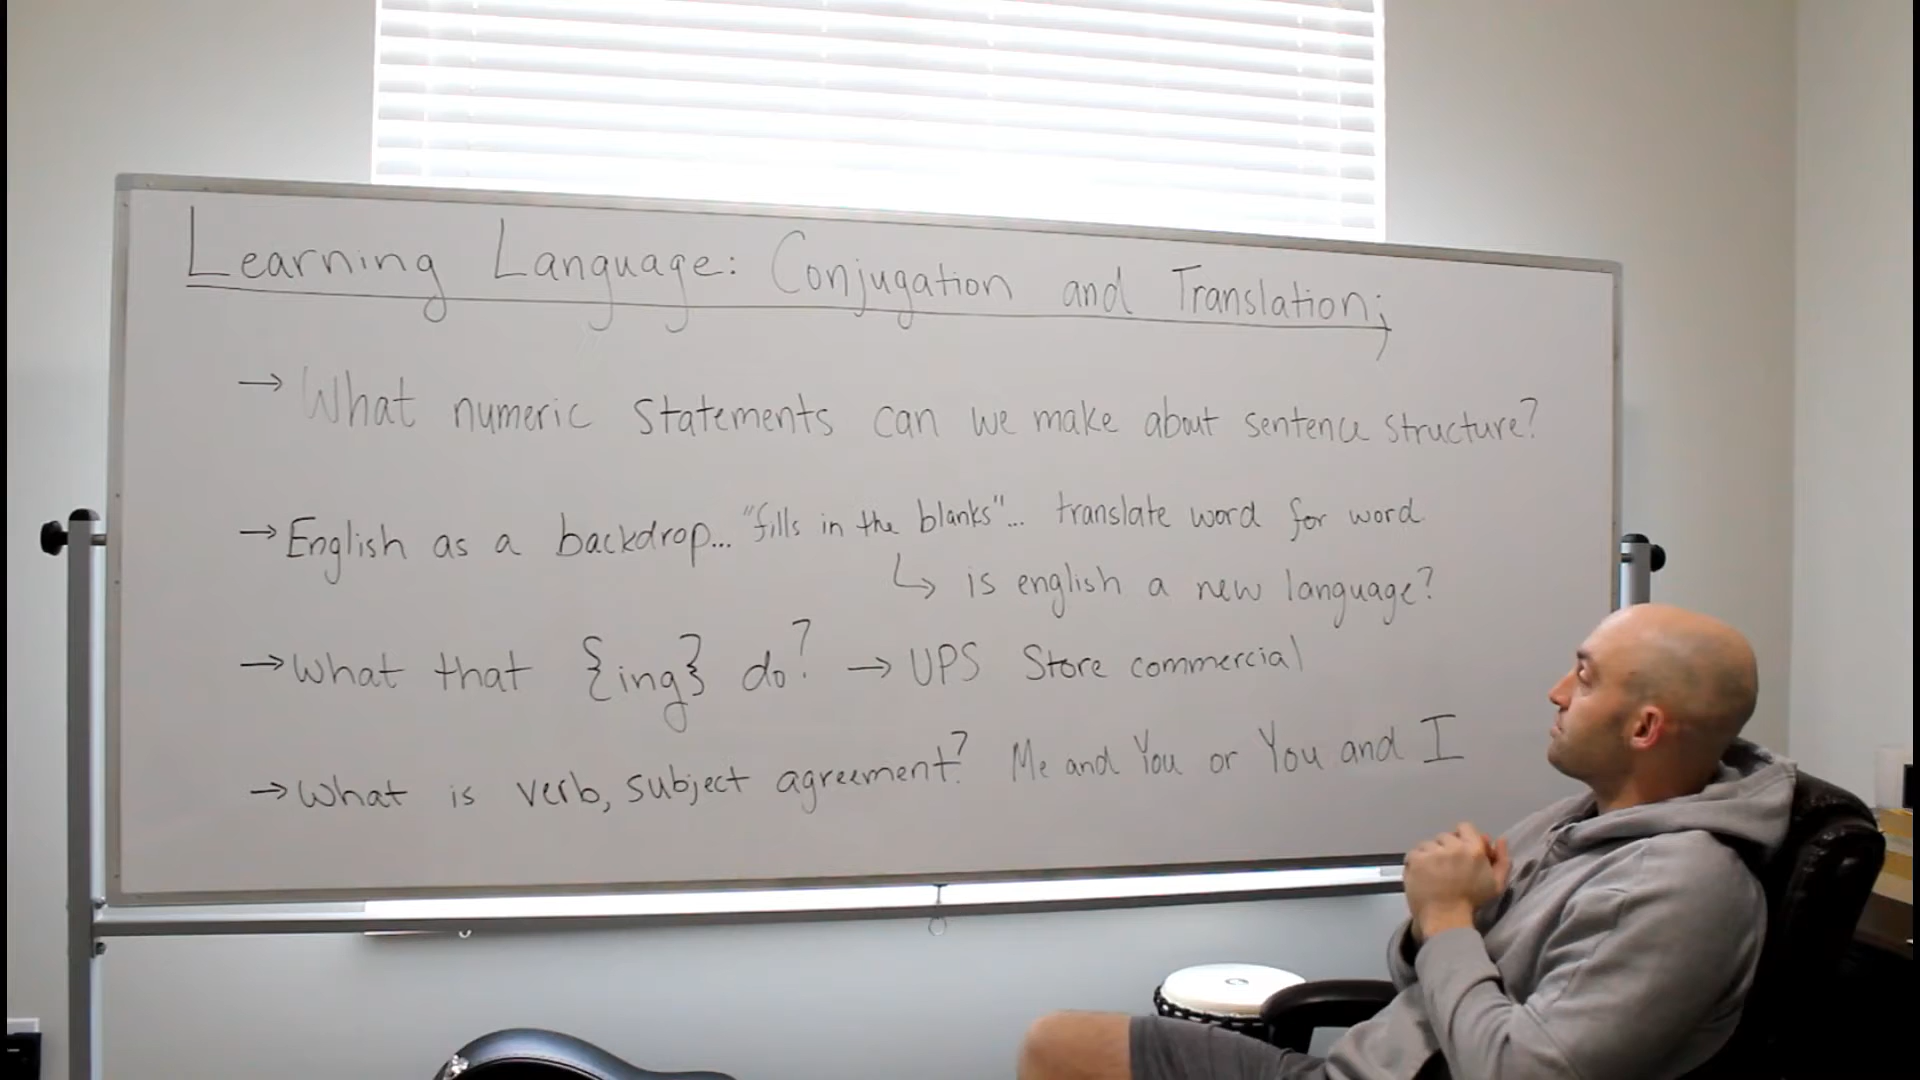 Learning Language: Conjugation and Translation;
→ What numeric statements can we make about sentence structure?
→ English as a backdrop... "fills in the blanks"... translate word for word
↳ is english a new language?
→ What that {ing} do? → UPS Store commercial
→ What is verb, subject agreement? Me and You or You and I